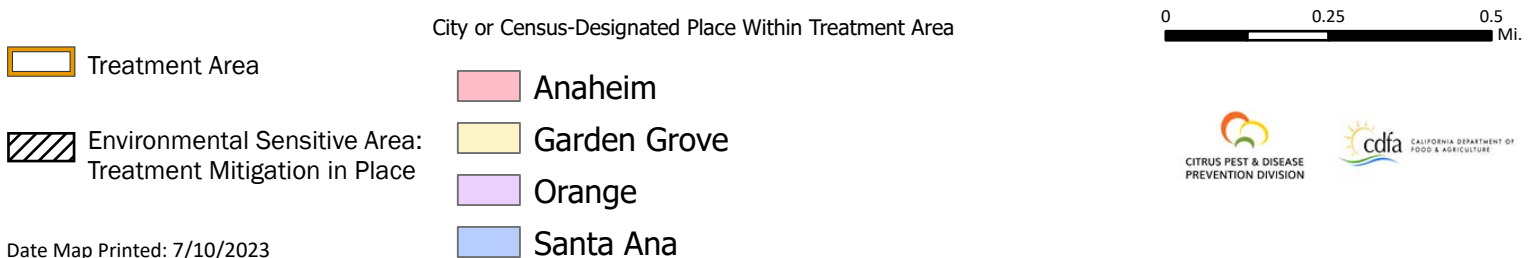 City or Census-Designated Place Within Treatment Area
0 0.25 0.5
Mi.
Treatment Area
Environmental Sensitive Area:
Treatment Mitigation in Place
Date Map Printed: 7/10/2023
Anaheim
Garden Grove
Orange
Santa Ana
CITRUS PEST & DISEASE
PREVENTION DIVISION
cdfa
CALIFORNIA DEPARTMENT OF
FOOD & AGRICULTURE